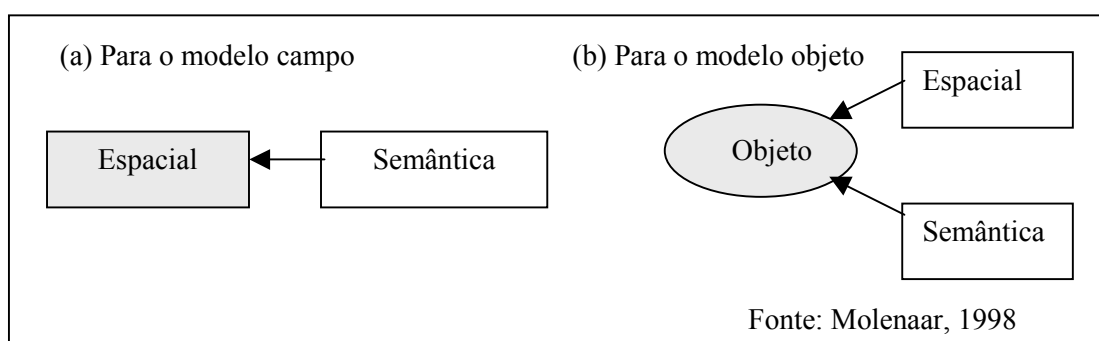 (a) Para o modelo campo
Espacial
Semântica
(b) Para o modelo objeto
Espacial
Objeto
Semântica
Fonte: Molenaar, 1998